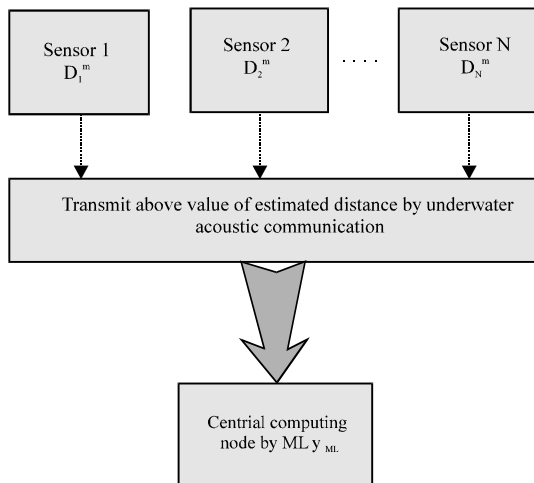 Sensor 1
D₁ᵐ
Sensor 2
D₂ᵐ
. . . .
Sensor N
D_Nᵐ
Transmit above value of estimated distance by underwater
acoustic communication
Centrial computing
node by ML y ML